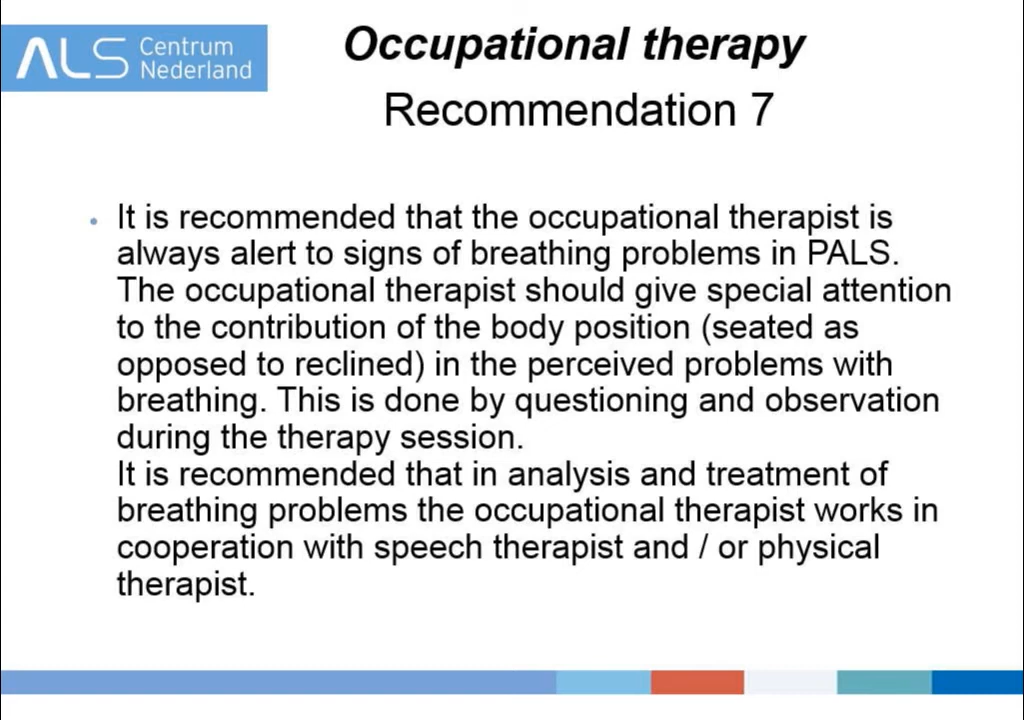 ALS Centrum
Nederland
Occupational therapy
Recommendation 7
• It is recommended that the occupational therapist is
always alert to signs of breathing problems in PALS.
The occupational therapist should give special attention
to the contribution of the body position (seated as
opposed to reclined) in the perceived problems with
breathing. This is done by questioning and observation
during the therapy session.
It is recommended that in analysis and treatment of
breathing problems the occupational therapist works in
cooperation with speech therapist and / or physical
therapist.